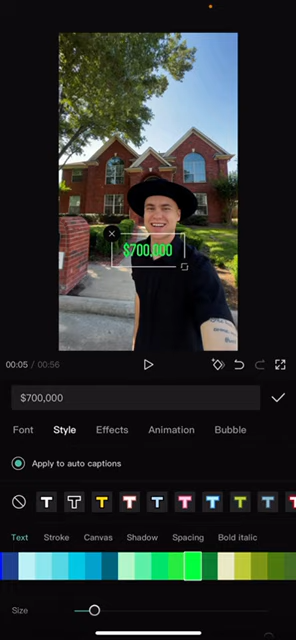 $700,000
00:05 / 00:56
$700,000
Font Style Effects Animation Bubble
Apply to auto captions
T T T T T T T T T T
Text Stroke Canvas Shadow Spacing Bold italic
Size